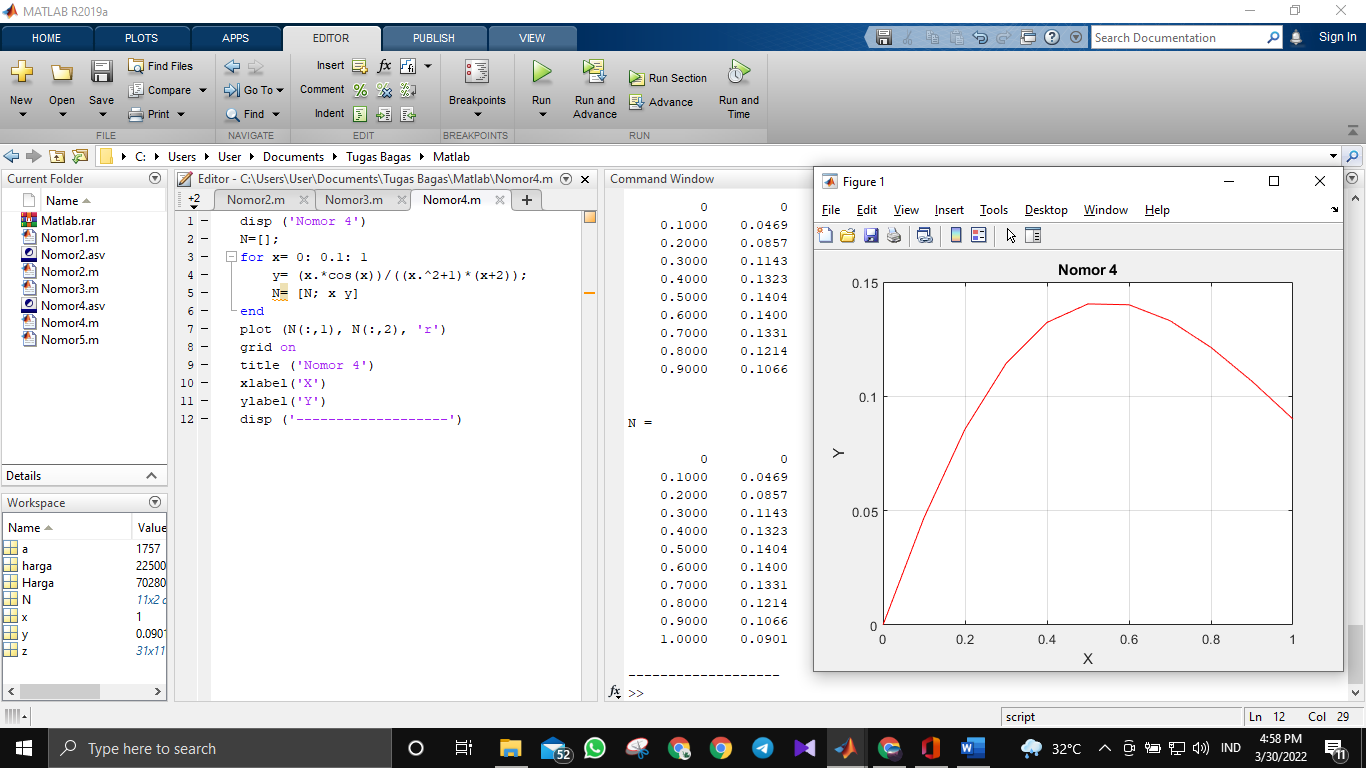 MATLAB R2019a
HOME PLOTS APPS EDITOR PUBLISH VIEW
Search Documentation
Sign In
New Open Save
Find Files
Compare
Print
FILE
Go To
Find
NAVIGATE
Insert
fx
Comment
Indent
EDIT
Breakpoints
BREAKPOINTS
Run
Run and Advance
Run Section
Advance
Run and Time
RUN
C: Users User Documents Tugas Bagas Matlab
Current Folder
Name
Matlab.rar
Nomor1.m
Nomor2.asv
Nomor2.m
Nomor3.m
Nomor4.asv
Nomor4.m
Nomor5.m
Details
Workspace
Name Value
a 1757
harga 22500
Harga 70280
N 11x2
x 1
y 0.0901
z 31x11
Editor - C:\Users\User\Documents\Tugas Bagas\Matlab\Nomor4.m
+2 Nomor2.m Nomor3.m Nomor4.m
1 disp ('Nomor 4')
2 N=[];
3 for x= 0: 0.1: 1
4 y= (x.*cos(x))/((x.^2+1)*(x+2));
5 N= [N; x y]
6 end
7 plot (N(:,1), N(:,2), 'r')
8 grid on
9 title ('Nomor 4')
10 xlabel('X')
11 ylabel('Y')
12 disp ('-------------------')
Command Window
0 0
0.1000 0.0469
0.2000 0.0857
0.3000 0.1143
0.4000 0.1323
0.5000 0.1404
0.6000 0.1400
0.7000 0.1331
0.8000 0.1214
0.9000 0.1066
N =
0 0
0.1000 0.0469
0.2000 0.0857
0.3000 0.1143
0.4000 0.1323
0.5000 0.1404
0.6000 0.1400
0.7000 0.1331
0.8000 0.1214
0.9000 0.1066
1.0000 0.0901
-------------------
fx >>
Figure 1
File Edit View Insert Tools Desktop Window Help
Nomor 4
0.15
0.1
0.05
0
Y
0 0.2 0.4 0.6 0.8 1
X
script
Ln 12 Col 29
Type here to search
52
32°C
IND
4:58 PM
3/30/2022
11